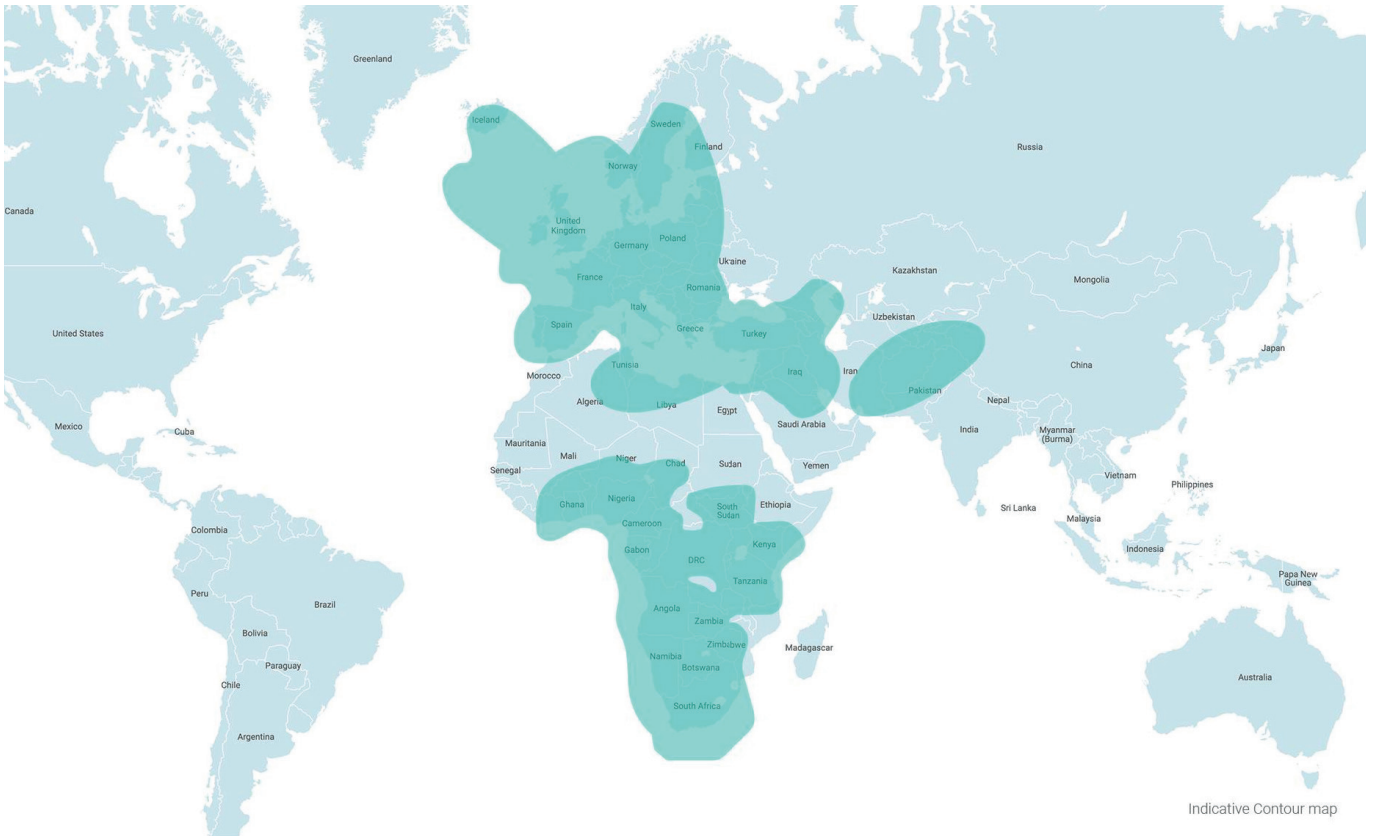 Greenland
Iceland
Sweden
Finland
Russia
Norway
Canada
United
Kingdom
Germany
Poland
Ukraine
France
Kazakhstan
Mongolia
Romania
Italy
Uzbekistan
United States
Spain
Greece
Turkey
Japan
Tunisia
China
Morocco
Iraq
Iran
Pakistan
Algeria
Libya
Egypt
Nepal
Mexico
Cuba
Saudi Arabia
India
Myanmar
(Burma)
Mauritania
Mali
Niger
Chad
Sudan
Yemen
Senegal
Vietnam
Philippines
Ghana
Nigeria
South
Sudan
Ethiopia
Sri Lanka
Malaysia
Colombia
Cameroon
Gabon
DRC
Kenya
Indonesia
Tanzania
Papua New
Guinea
Peru
Brazil
Angola
Zambia
Bolivia
Zimbabwe
Madagascar
Namibia
Botswana
Paraguay
Chile
Australia
South Africa
Argentina
Indicative Contour map